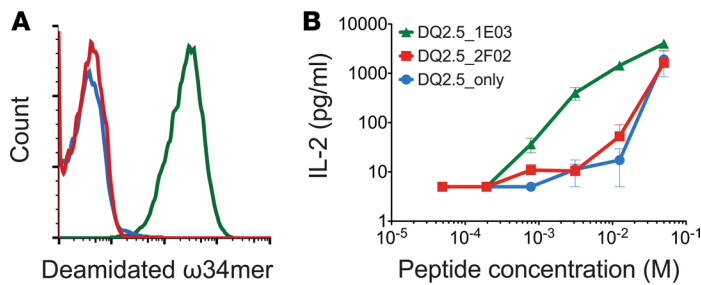 A
Count
Deamidated ω34mer
B
IL-2 (pg/ml)
10000
1000
100
10
1
DQ2.5_1E03
DQ2.5_2F02
DQ2.5_only
10⁻⁵ 10⁻⁴ 10⁻³ 10⁻² 10⁻¹
Peptide concentration (M)